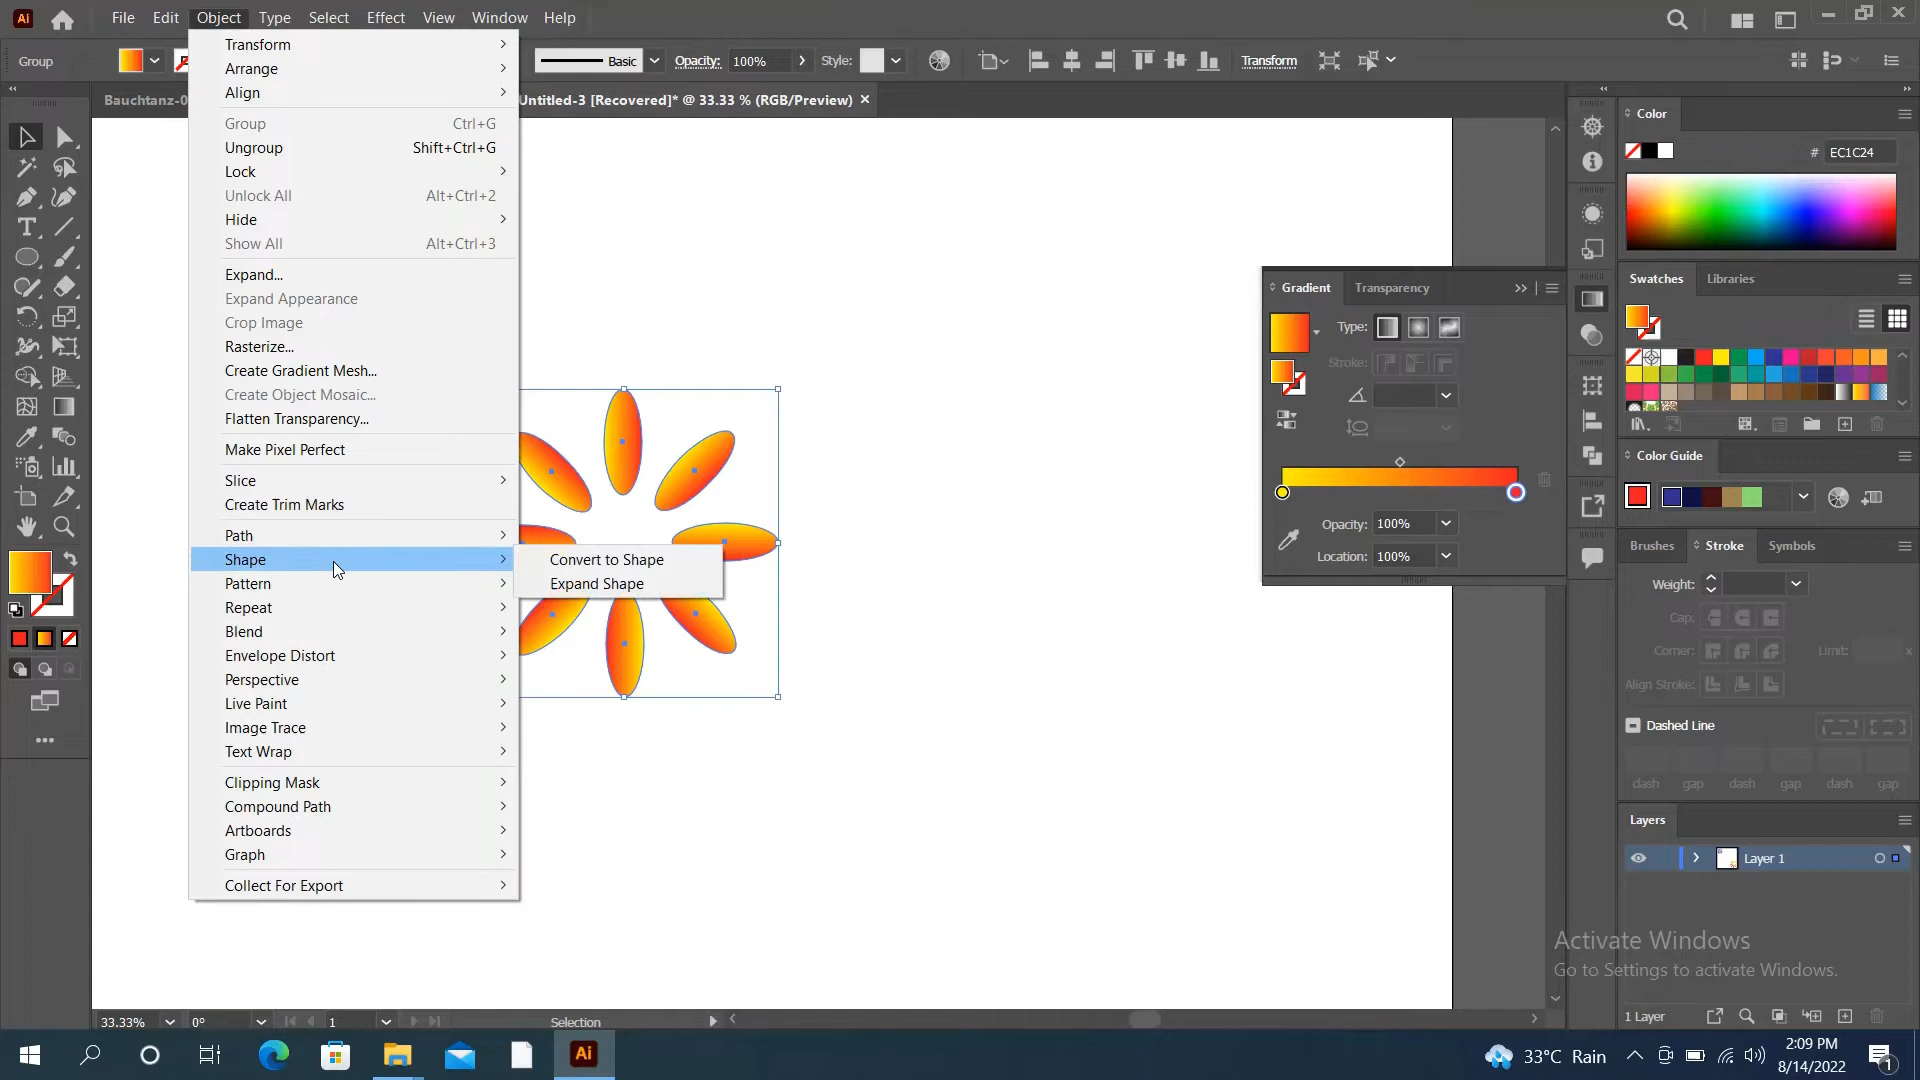 Ai File Edit Object Type Select Effect View Window Help
Group Basic Opacity: 100% Style: Transform
Bauchtanz-0 Untitled-3 [Recovered]* @ 33.33 % (RGB/Preview) ×
Transform
Arrange
Align
Group Ctrl+G
Ungroup Shift+Ctrl+G
Lock
Unlock All Alt+Ctrl+2
Hide
Show All Alt+Ctrl+3
Expand...
Expand Appearance
Crop Image
Rasterize...
Create Gradient Mesh...
Create Object Mosaic...
Flatten Transparency...
Make Pixel Perfect
Slice
Create Trim Marks
Path
Shape
Pattern
Repeat
Blend
Envelope Distort
Perspective
Live Paint
Image Trace
Text Wrap
Clipping Mask
Compound Path
Artboards
Graph
Collect For Export
Convert to Shape
Expand Shape
Gradient Transparency
Type:
Stroke:
Opacity: 100%
Location: 100%
Color
# EC1C24
Swatches Libraries
Color Guide
Brushes Stroke Symbols
Weight:
Cap:
Corner: Limit: x
Align Stroke:
Dashed Line
dash gap dash gap dash gap
Layers
Layer 1
Activate Windows
Go to Settings to activate Windows.
1 Layer
33.33% 0° 1 Selection
Ai 33°C Rain 2:09 PM
8/14/2022 1